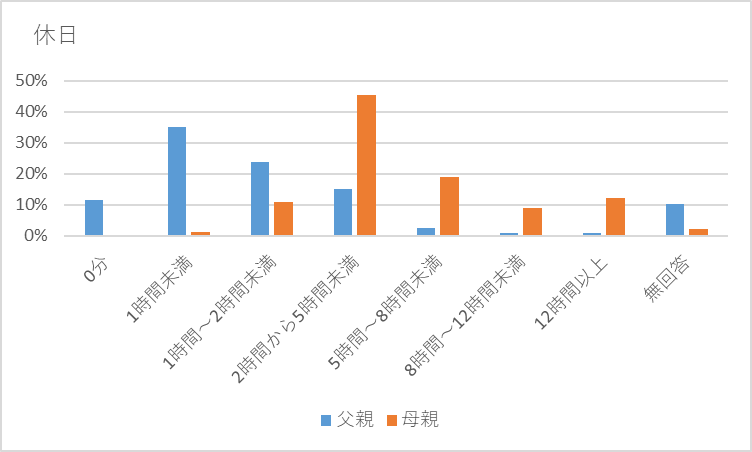 休日
50%
40%
30%
20%
10%
0%
0分
1時間未満
1時間～2時間未満
2時間から5時間未満
5時間～8時間未満
8時間～12時間未満
12時間以上
無回答
父親 母親